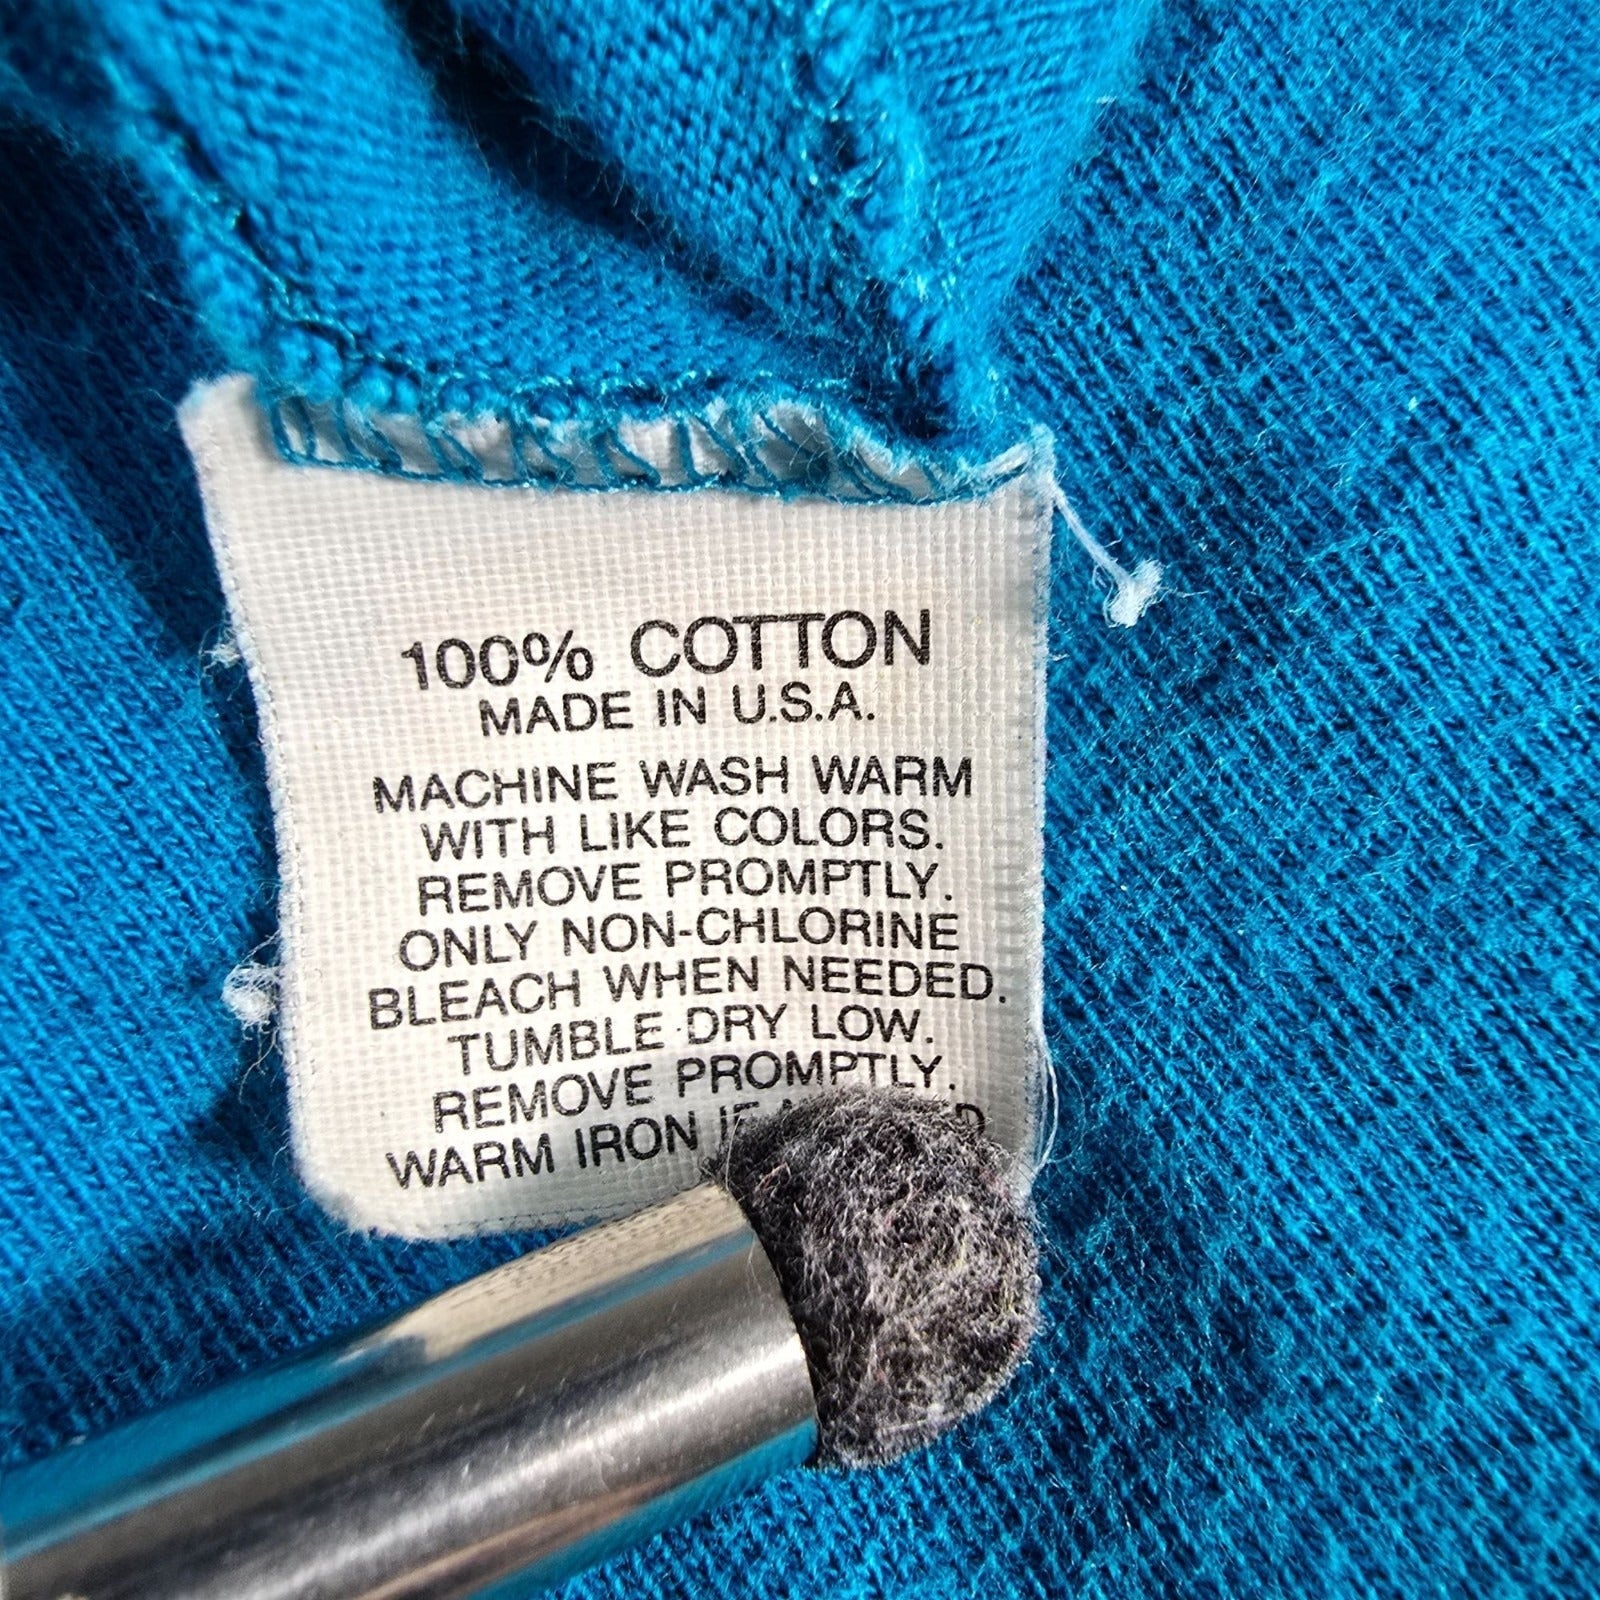 100% COTTON
MADE IN U.S.A.
MACHINE WASH WARM
WITH LIKE COLORS.
REMOVE PROMPTLY.
ONLY NON-CHLORINE
BLEACH WHEN NEEDED.
TUMBLE DRY LOW.
REMOVE PROMPTLY.
WARM IRON